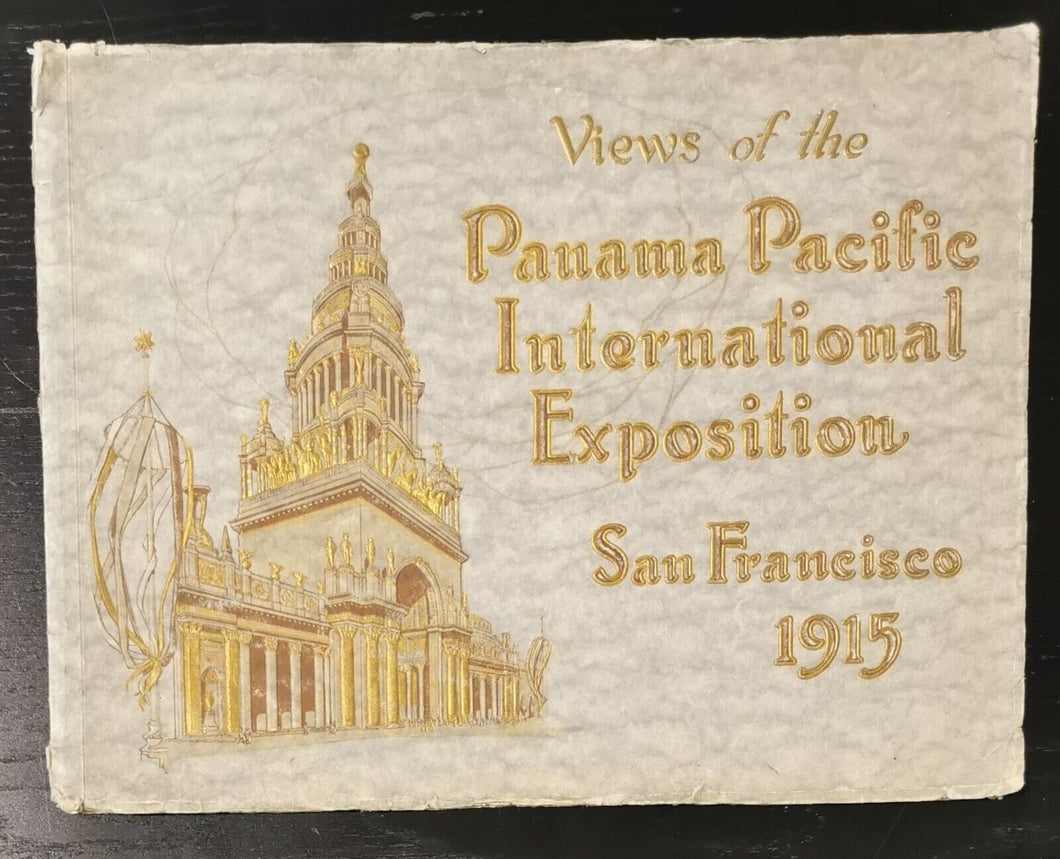 Views of the
Panama Pacific
International
Exposition
San Francisco
1915